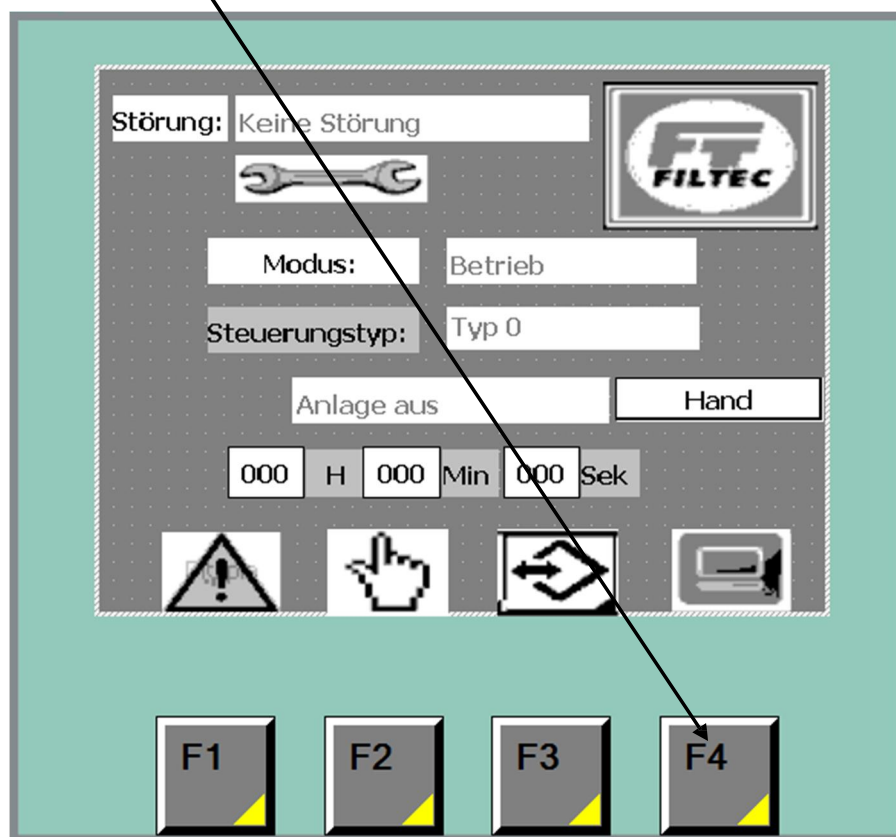 Störung: Keine Störung
FILTEC
Modus: Betrieb
Steuerungstyp: Typ 0
Anlage aus Hand
000 H 000 Min 000 Sek
F1 F2 F3 F4